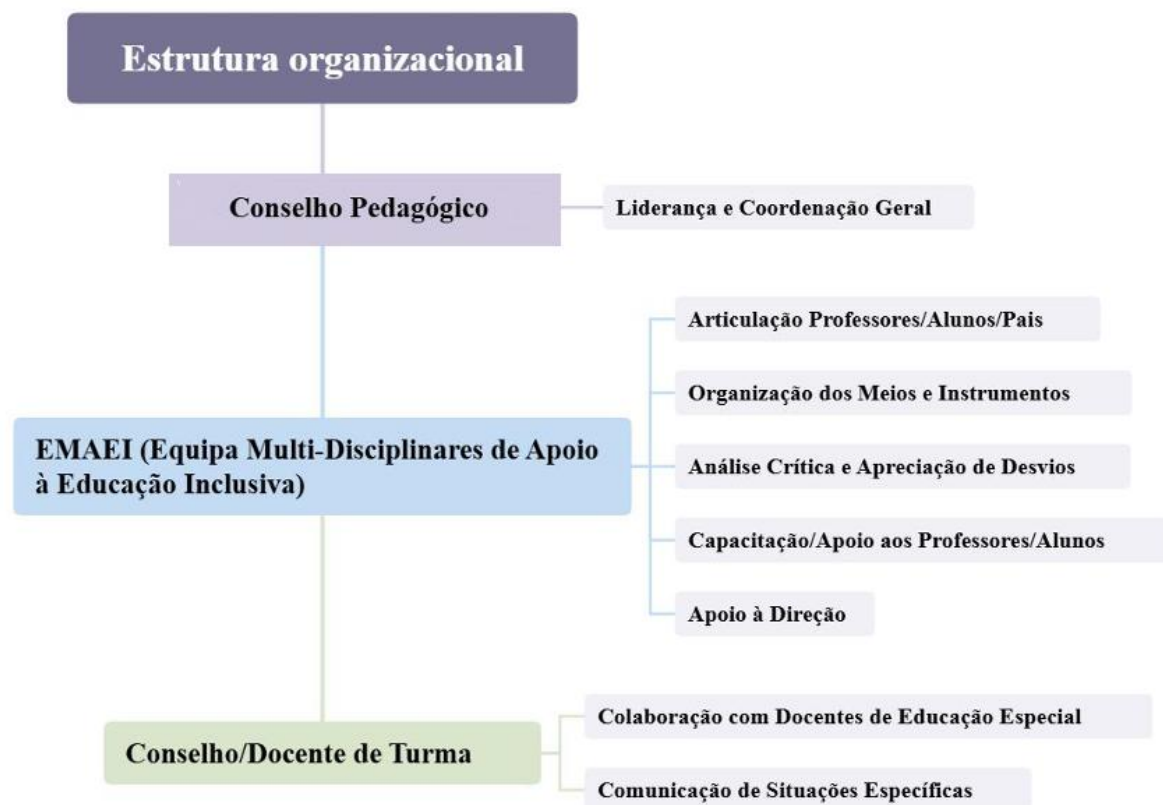 Estrutura organizacional
Conselho Pedagógico
Liderança e Coordenação Geral
EMAEI (Equipa Multi-Disciplinares de Apoio
à Educação Inclusiva)
Articulação Professores/Alunos/Pais
Organização dos Meios e Instrumentos
Análise Crítica e Apreciação de Desvios
Capacitação/Apoio aos Professores/Alunos
Apoio à Direção
Conselho/Docente de Turma
Colaboração com Docentes de Educação Especial
Comunicação de Situações Específicas